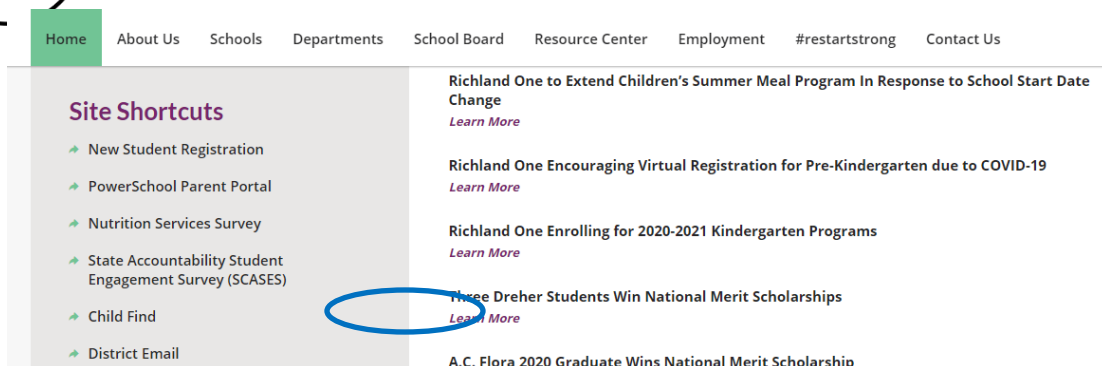 Home About Us Schools Departments School Board Resource Center Employment #restartstrong Contact Us
Site Shortcuts
New Student Registration
PowerSchool Parent Portal
Nutrition Services Survey
State Accountability Student
Engagement Survey (SCASES)
Child Find
District Email
Richland One to Extend Children’s Summer Meal Program In Response to School Start Date
Change
Learn More
Richland One Encouraging Virtual Registration for Pre-Kindergarten due to COVID-19
Learn More
Richland One Enrolling for 2020-2021 Kindergarten Programs
Learn More
Three Dreher Students Win National Merit Scholarships
Learn More
A.C. Flora 2020 Graduate Wins National Merit Scholarship